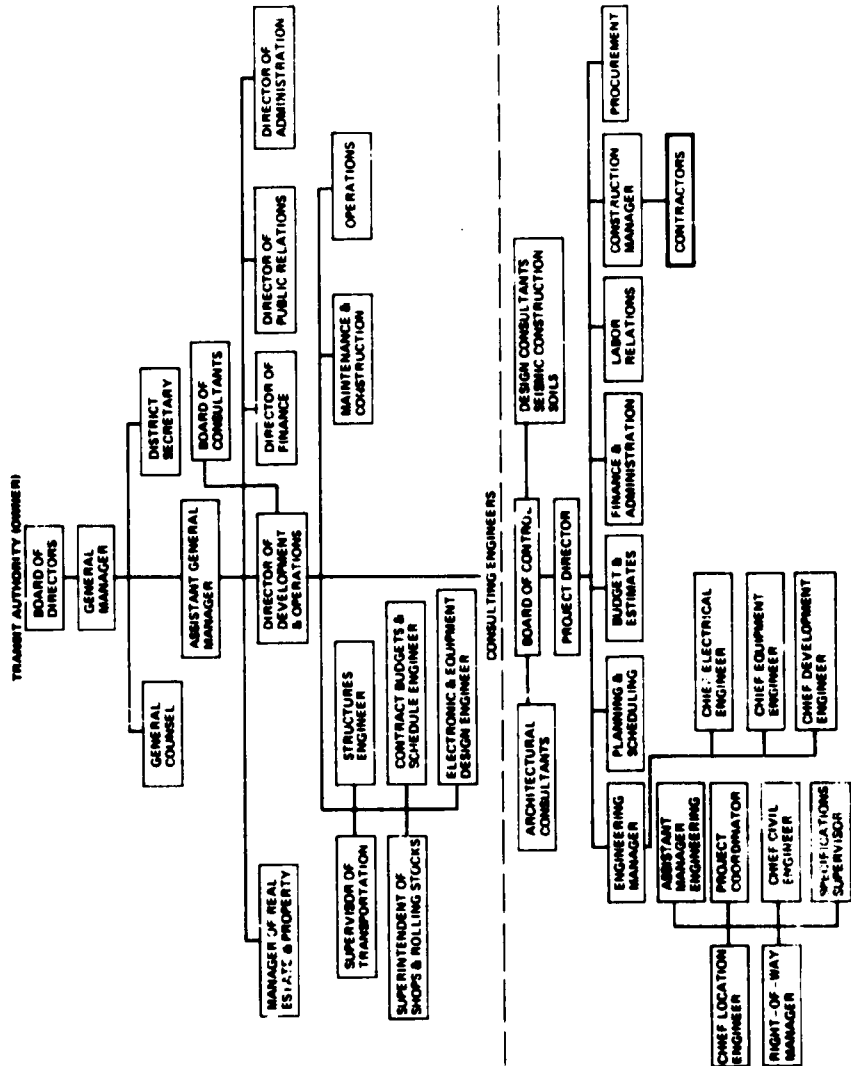 TRANSIT AUTHORITY (OWNER)
BOARD OF
DIRECTORS
GENERAL
MANAGER
GENERAL
COUNSEL
DISTRICT
SECRETARY
ASSISTANT GENERAL
MANAGER
BOARD OF
CONSULTANTS
MANAGER OF REAL
ESTATE & PROPERTY
DIRECTOR OF
DEVELOPMENT
& OPERATIONS
DIRECTOR OF
FINANCE
DIRECTOR OF
PUBLIC RELATIONS
DIRECTOR OF
ADMINISTRATION
SUPERVISOR OF
TRANSPORTATION
STRUCTURES
ENGINEER
MAINTENANCE &
CONSTRUCTION
OPERATIONS
SUPERINTENDENT OF
SHOPS & ROLLING STOCKS
CONTRACT BUDGETS &
SCHEDULE ENGINEER
ELECTRONIC & EQUIPMENT
DESIGN ENGINEER
CONSULTING ENGINEERS
ARCHITECTURAL
CONSULTANTS
BOARD OF CONTROL
DESIGN CONSULTANTS
SEISMIC CONSTRUCTION
SOILS
PROJECT DIRECTOR
ENGINEERING
MANAGER
PLANNING &
SCHEDULING
BUDGET &
ESTIMATES
FINANCE &
ADMINISTRATION
LABOR
RELATIONS
CONSTRUCTION
MANAGER
PROCUREMENT
CONTRACTORS
ASSISTANT
MANAGER
ENGINEERING
CHIEF ELECTRICAL
ENGINEER
CHIEF LOCATION
ENGINEER
PROJECT
COORDINATOR
CHIEF EQUIPMENT
ENGINEER
RIGHT-OF-WAY
MANAGER
CHIEF CIVIL
ENGINEER
CHIEF DEVELOPMENT
ENGINEER
SPECIFICATIONS
SUPERVISOR